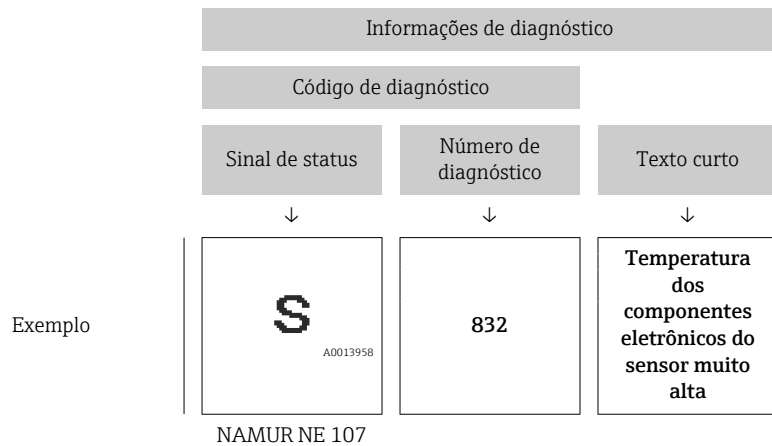 Informações de diagnóstico
Código de diagnóstico
Sinal de status
Número de
diagnóstico
Texto curto
↓ ↓ ↓
Exemplo
S
A0013958
832
Temperatura
dos
componentes
eletrônicos do
sensor muito
alta
NAMUR NE 107